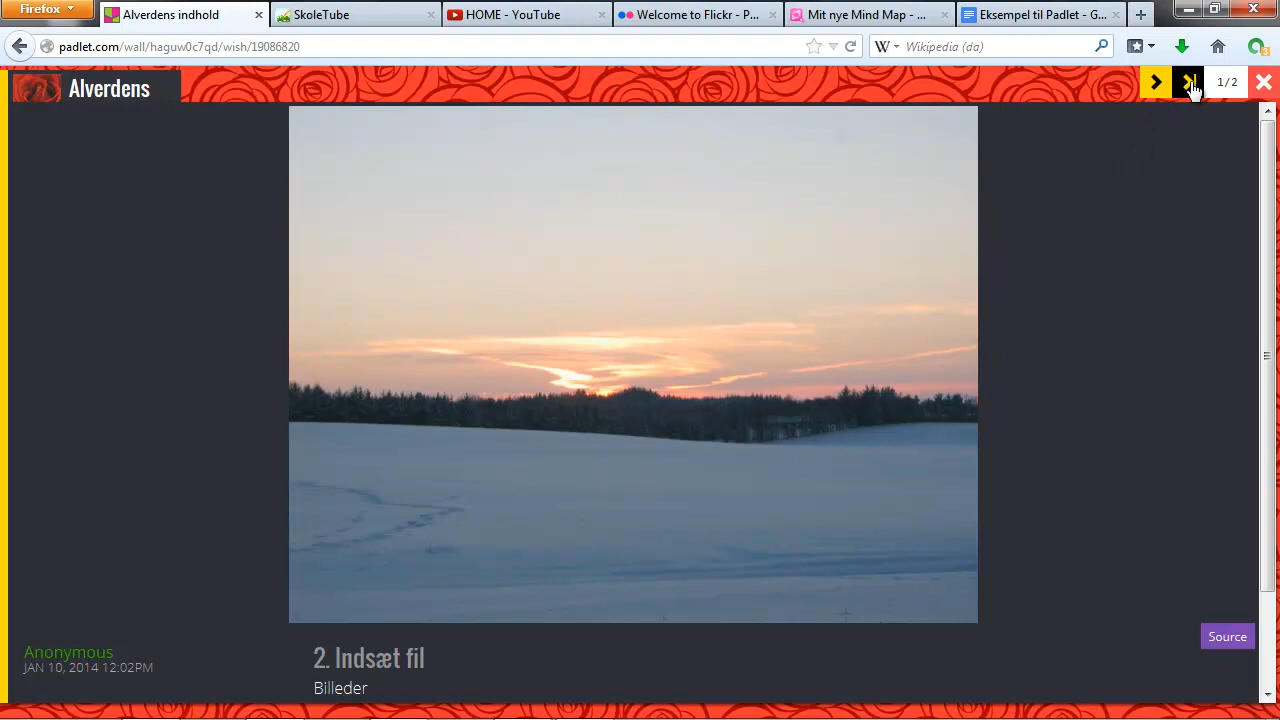 Firefox
Alverdens indhold
SkoleTube
HOME - YouTube
Welcome to Flickr - P...
Mit nye Mind Map - ...
Eksempel til Padlet - G...
padlet.com/wall/haguw0c7qd/wish/19086820
W
Wikipedia (da)
3
Alverdens
1/2
Source
Anonymous
JAN 10, 2014 12:02PM
2. Indsæt fil
Billeder